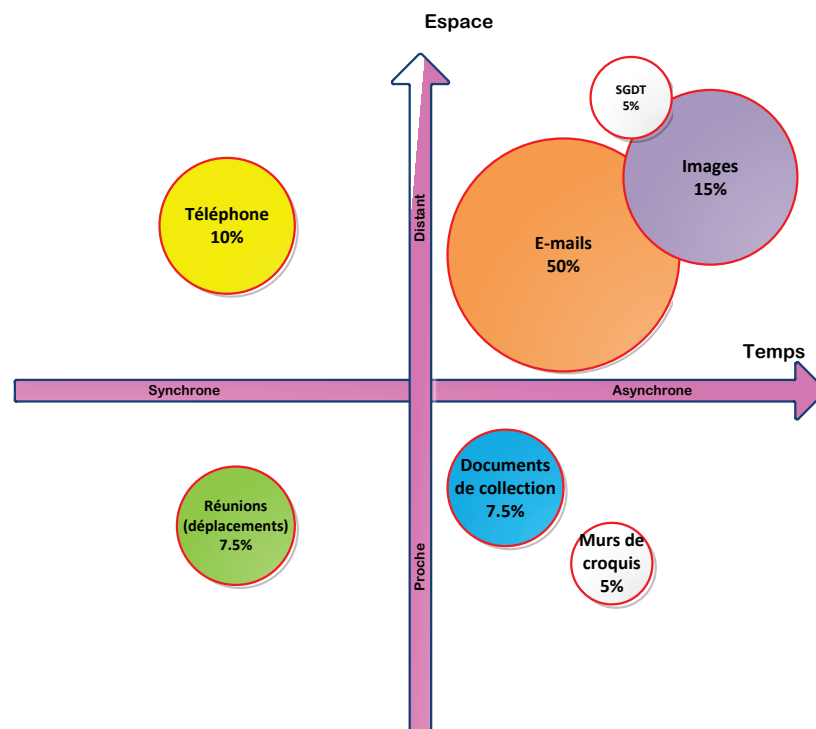 Espace
SGDT
5%
Images
15%
Téléphone
10%
Distant
E-mails
50%
Temps
Synchrone
Asynchrone
Documents
de collection
7.5%
Réunions
(déplacements)
7.5%
Murs de
croquis
5%
Proche